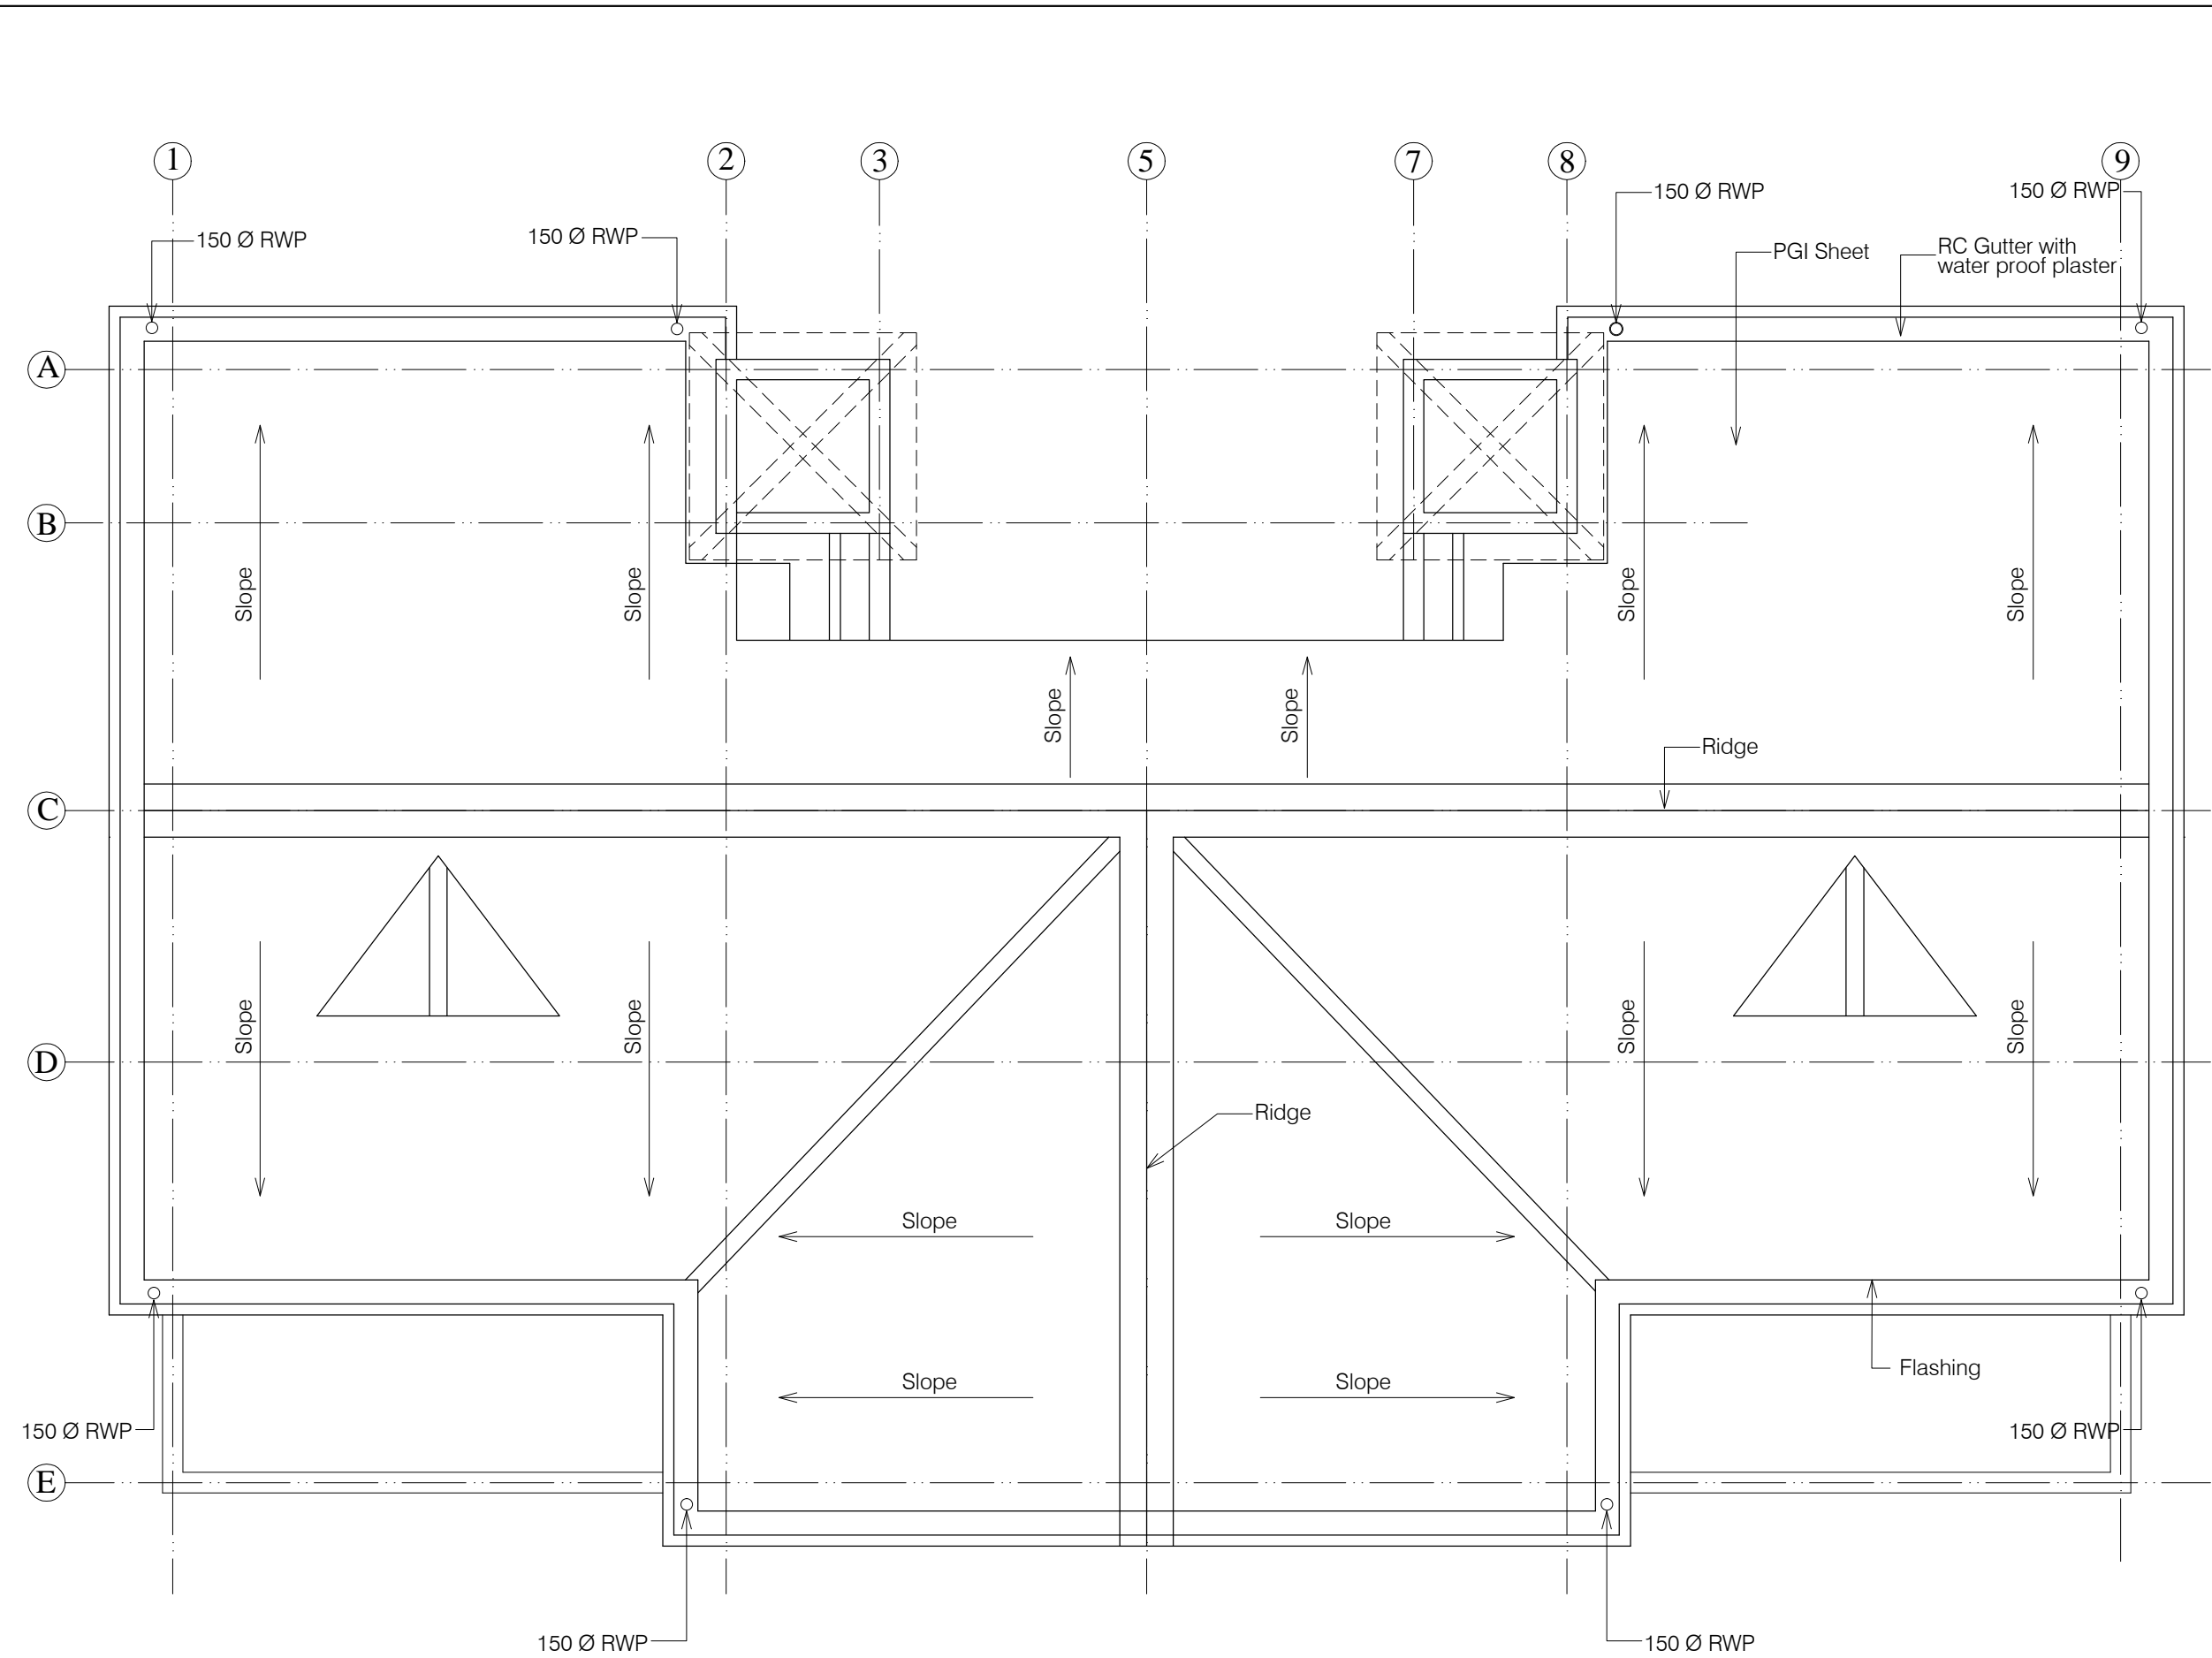 1
2
3
5
7
8
9
150 Ø RWP
150 Ø RWP
150 Ø RWP
150 Ø RWP
PGI Sheet
RC Gutter with
water proof plaster
A
B
Slope
Slope
Slope
Slope
Slope
Slope
Ridge
C
Slope
Slope
Slope
Slope
D
Ridge
Slope
Slope
Flashing
Slope
Slope
150 Ø RWP
150 Ø RWP
E
150 Ø RWP
150 Ø RWP